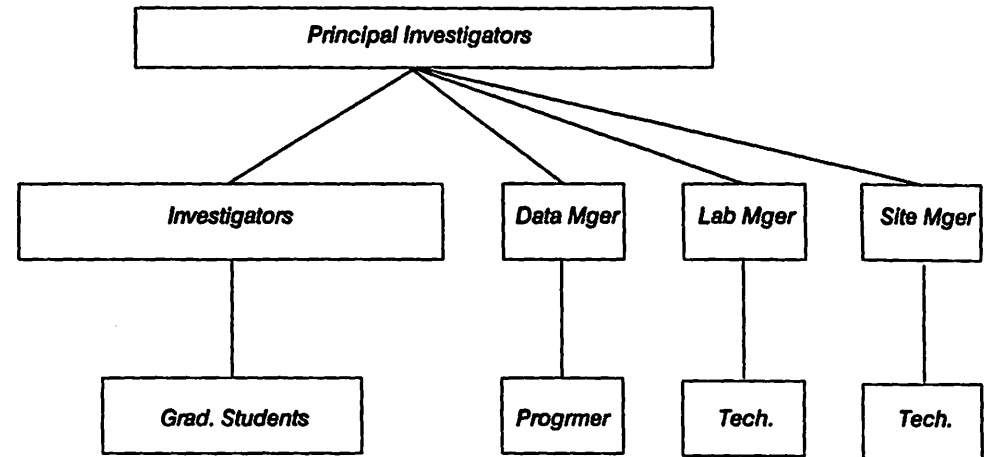 Principal Investigators
Investigators
Data Mger
Lab Mger
Site Mger
Grad. Students
Progrmer
Tech.
Tech.